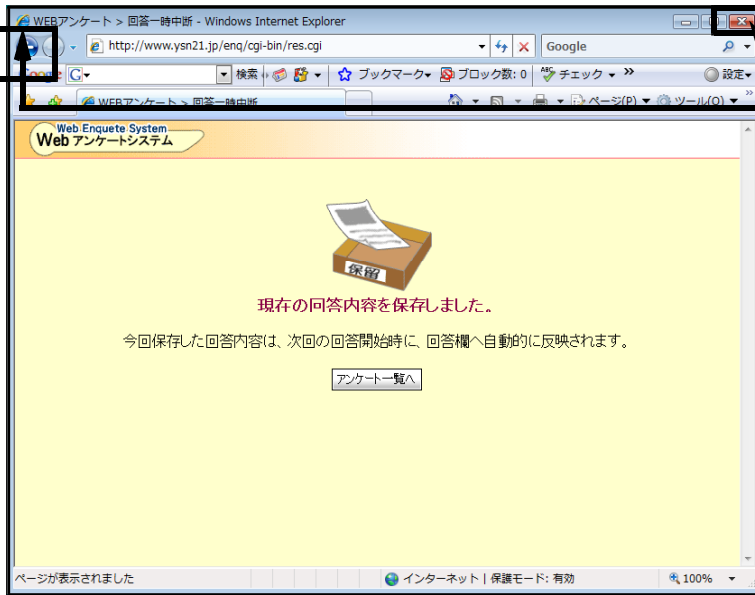 WEBアンケート > 回答一時中断 - Windows Internet Explorer
http://www.ysn21.jp/enq/cgi-bin/res.cgi
Google
Google G 検索 ブックマーク ブロック数: 0 チェック » 設定
WEBアンケート > 回答一時中断 ページ(P) ツール(O) »
Web Enquete System
Web アンケートシステム
保留
現在の回答内容を保存しました。
今回保存した回答内容は、次回の回答開始時に、回答欄へ自動的に反映されます。
アンケート一覧へ
ページが表示されました インターネット | 保護モード: 有効 100%